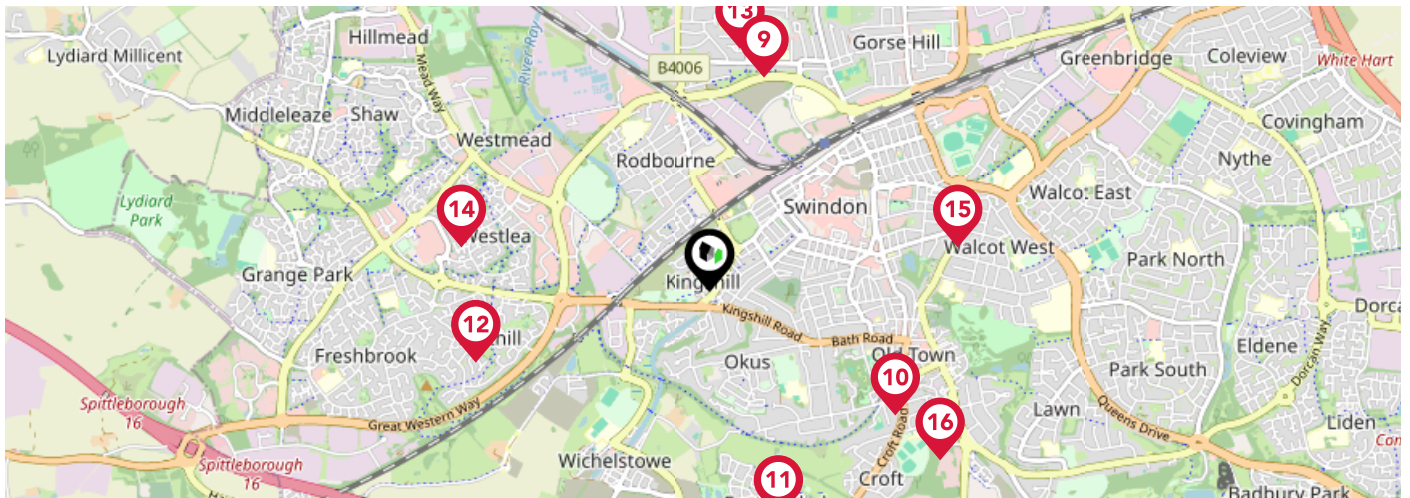 13
9
Hillmead
Gorse Hill
Lydiard Millicent
River Ray
B4006
Greenbridge
Coleview
White Hart
Mead Way
Middleleaze
Shaw
Westmead
Covingham
Rodbourne
Nythe
Lydiard
Park
Walcot East
14
Swindon
15
Westlea
Walcot West
Grange Park
Park North
Kingshill
Dorca
12
Kingshill Road
hill
Bath Road
Freshbrook
Okus
Old Town
Eldene
Dorcan Way
10
Park South
Spittleborough
16
Great Western Way
Lawn
Queens Drive
16
Croft Road
Liden
Wichelstowe
Spittleborough
16
11
Croft
Badbury Park